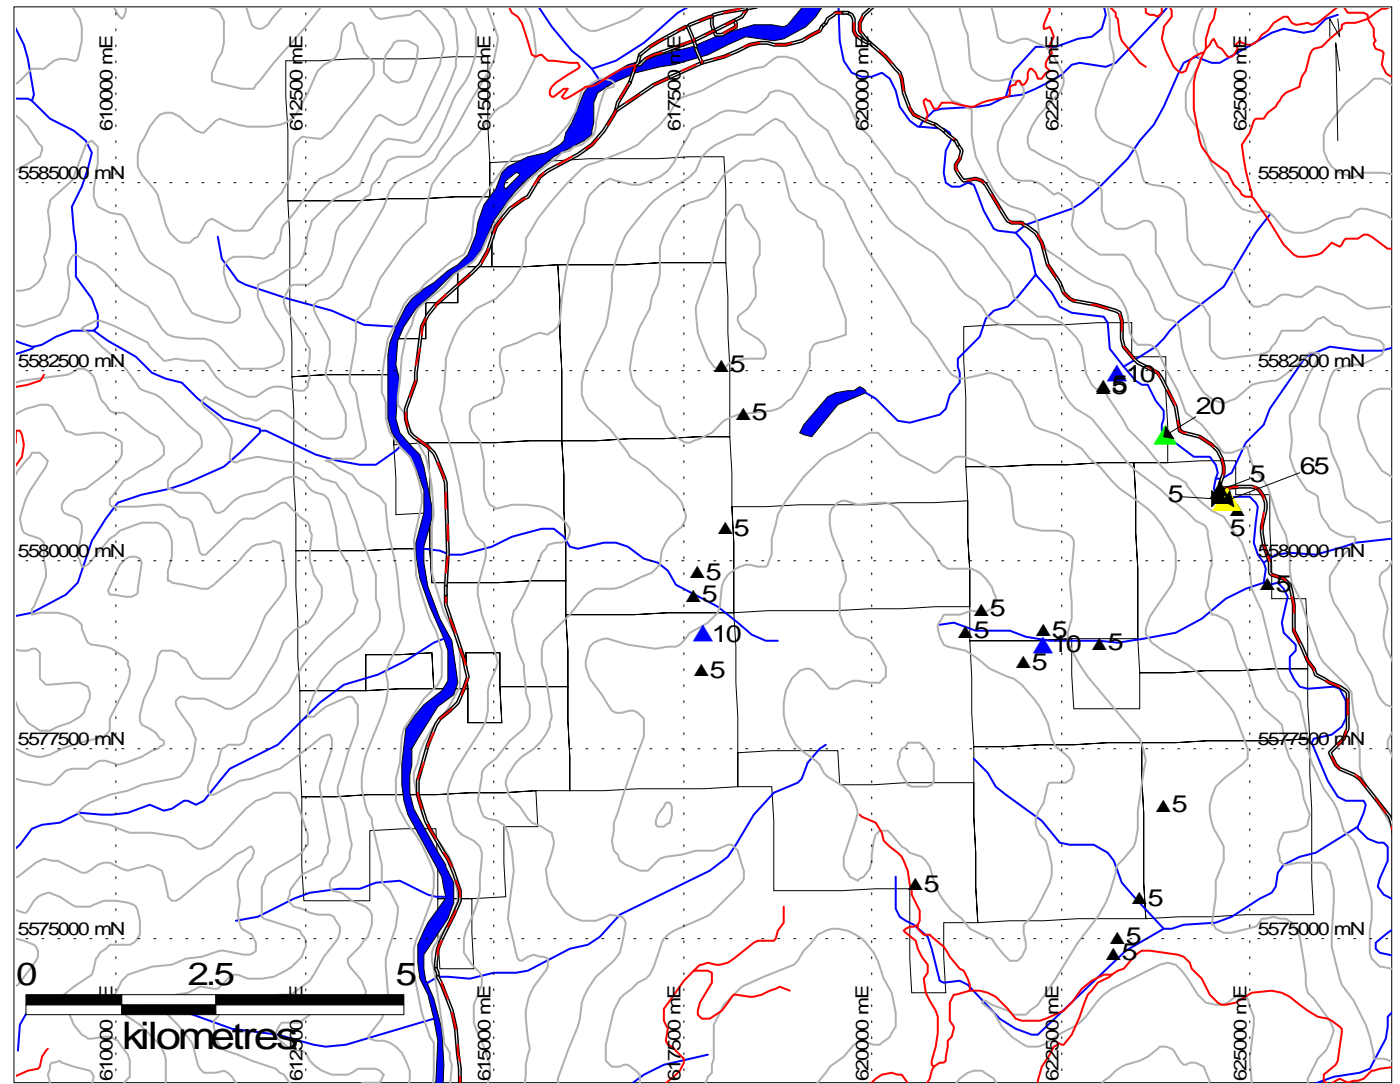 610000 mE
612500 mE
615000 mE
617500 mE
620000 mE
622500 mE
625000 mE
5585000 mN
5585000 mN
5582500 mN
5582500 mN
5
10
5
5
20
5
65
5
5
5
5580000 mN
5580000 mN
5
5
5
5
5
5
10
10
5
5
5
5577500 mN
5577500 mN
5
5
5
5575000 mN
5575000 mN
5
5
0 2.5 5
kilometres
610000 mE
612500 mE
615000 mE
617500 mE
620000 mE
622500 mE
625000 mE